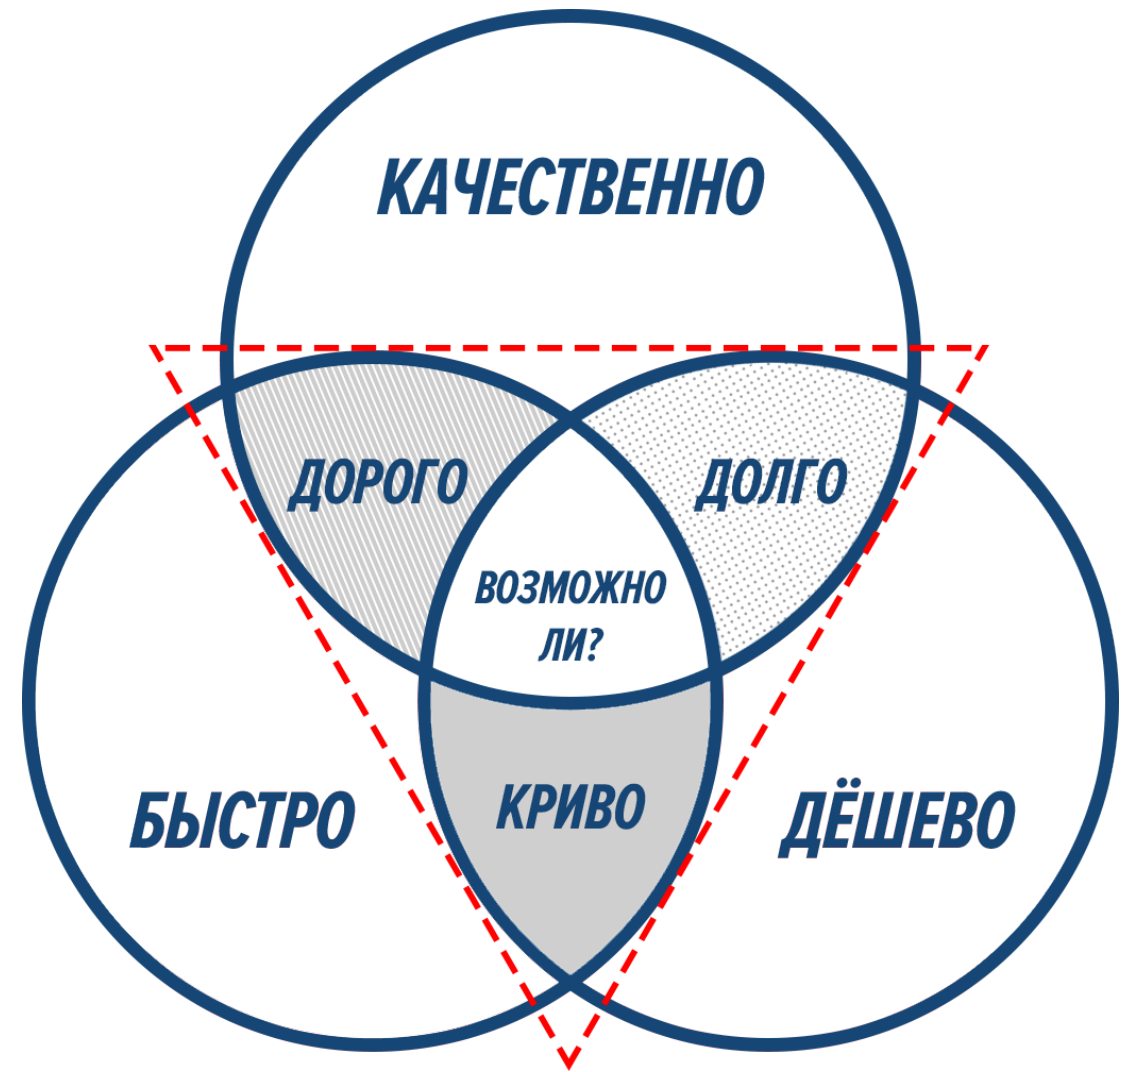 КАЧЕСТВЕННО
ДОРОГО
ДОЛГО
ВОЗМОЖНО
ЛИ?
КРИВО
БЫСТРО
ДЁШЕВО